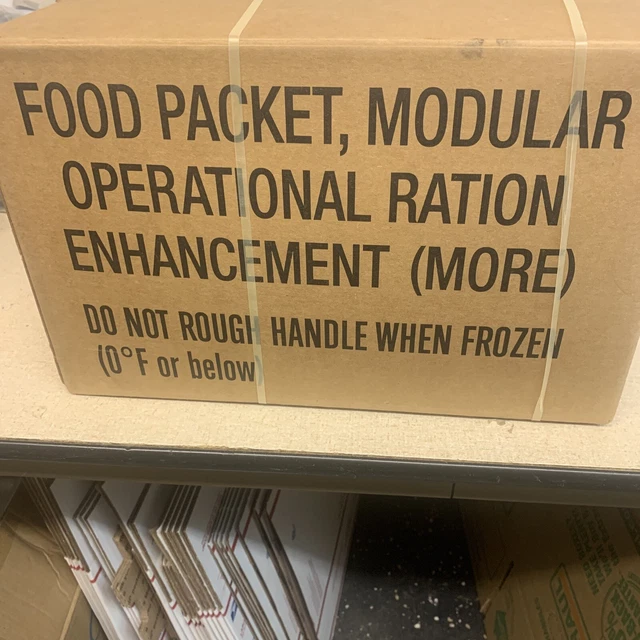 FOOD PACKET, MODULAR
OPERATIONAL RATION
ENHANCEMENT (MORE)
DO NOT ROUGH HANDLE WHEN FROZEN
(0°F or below)